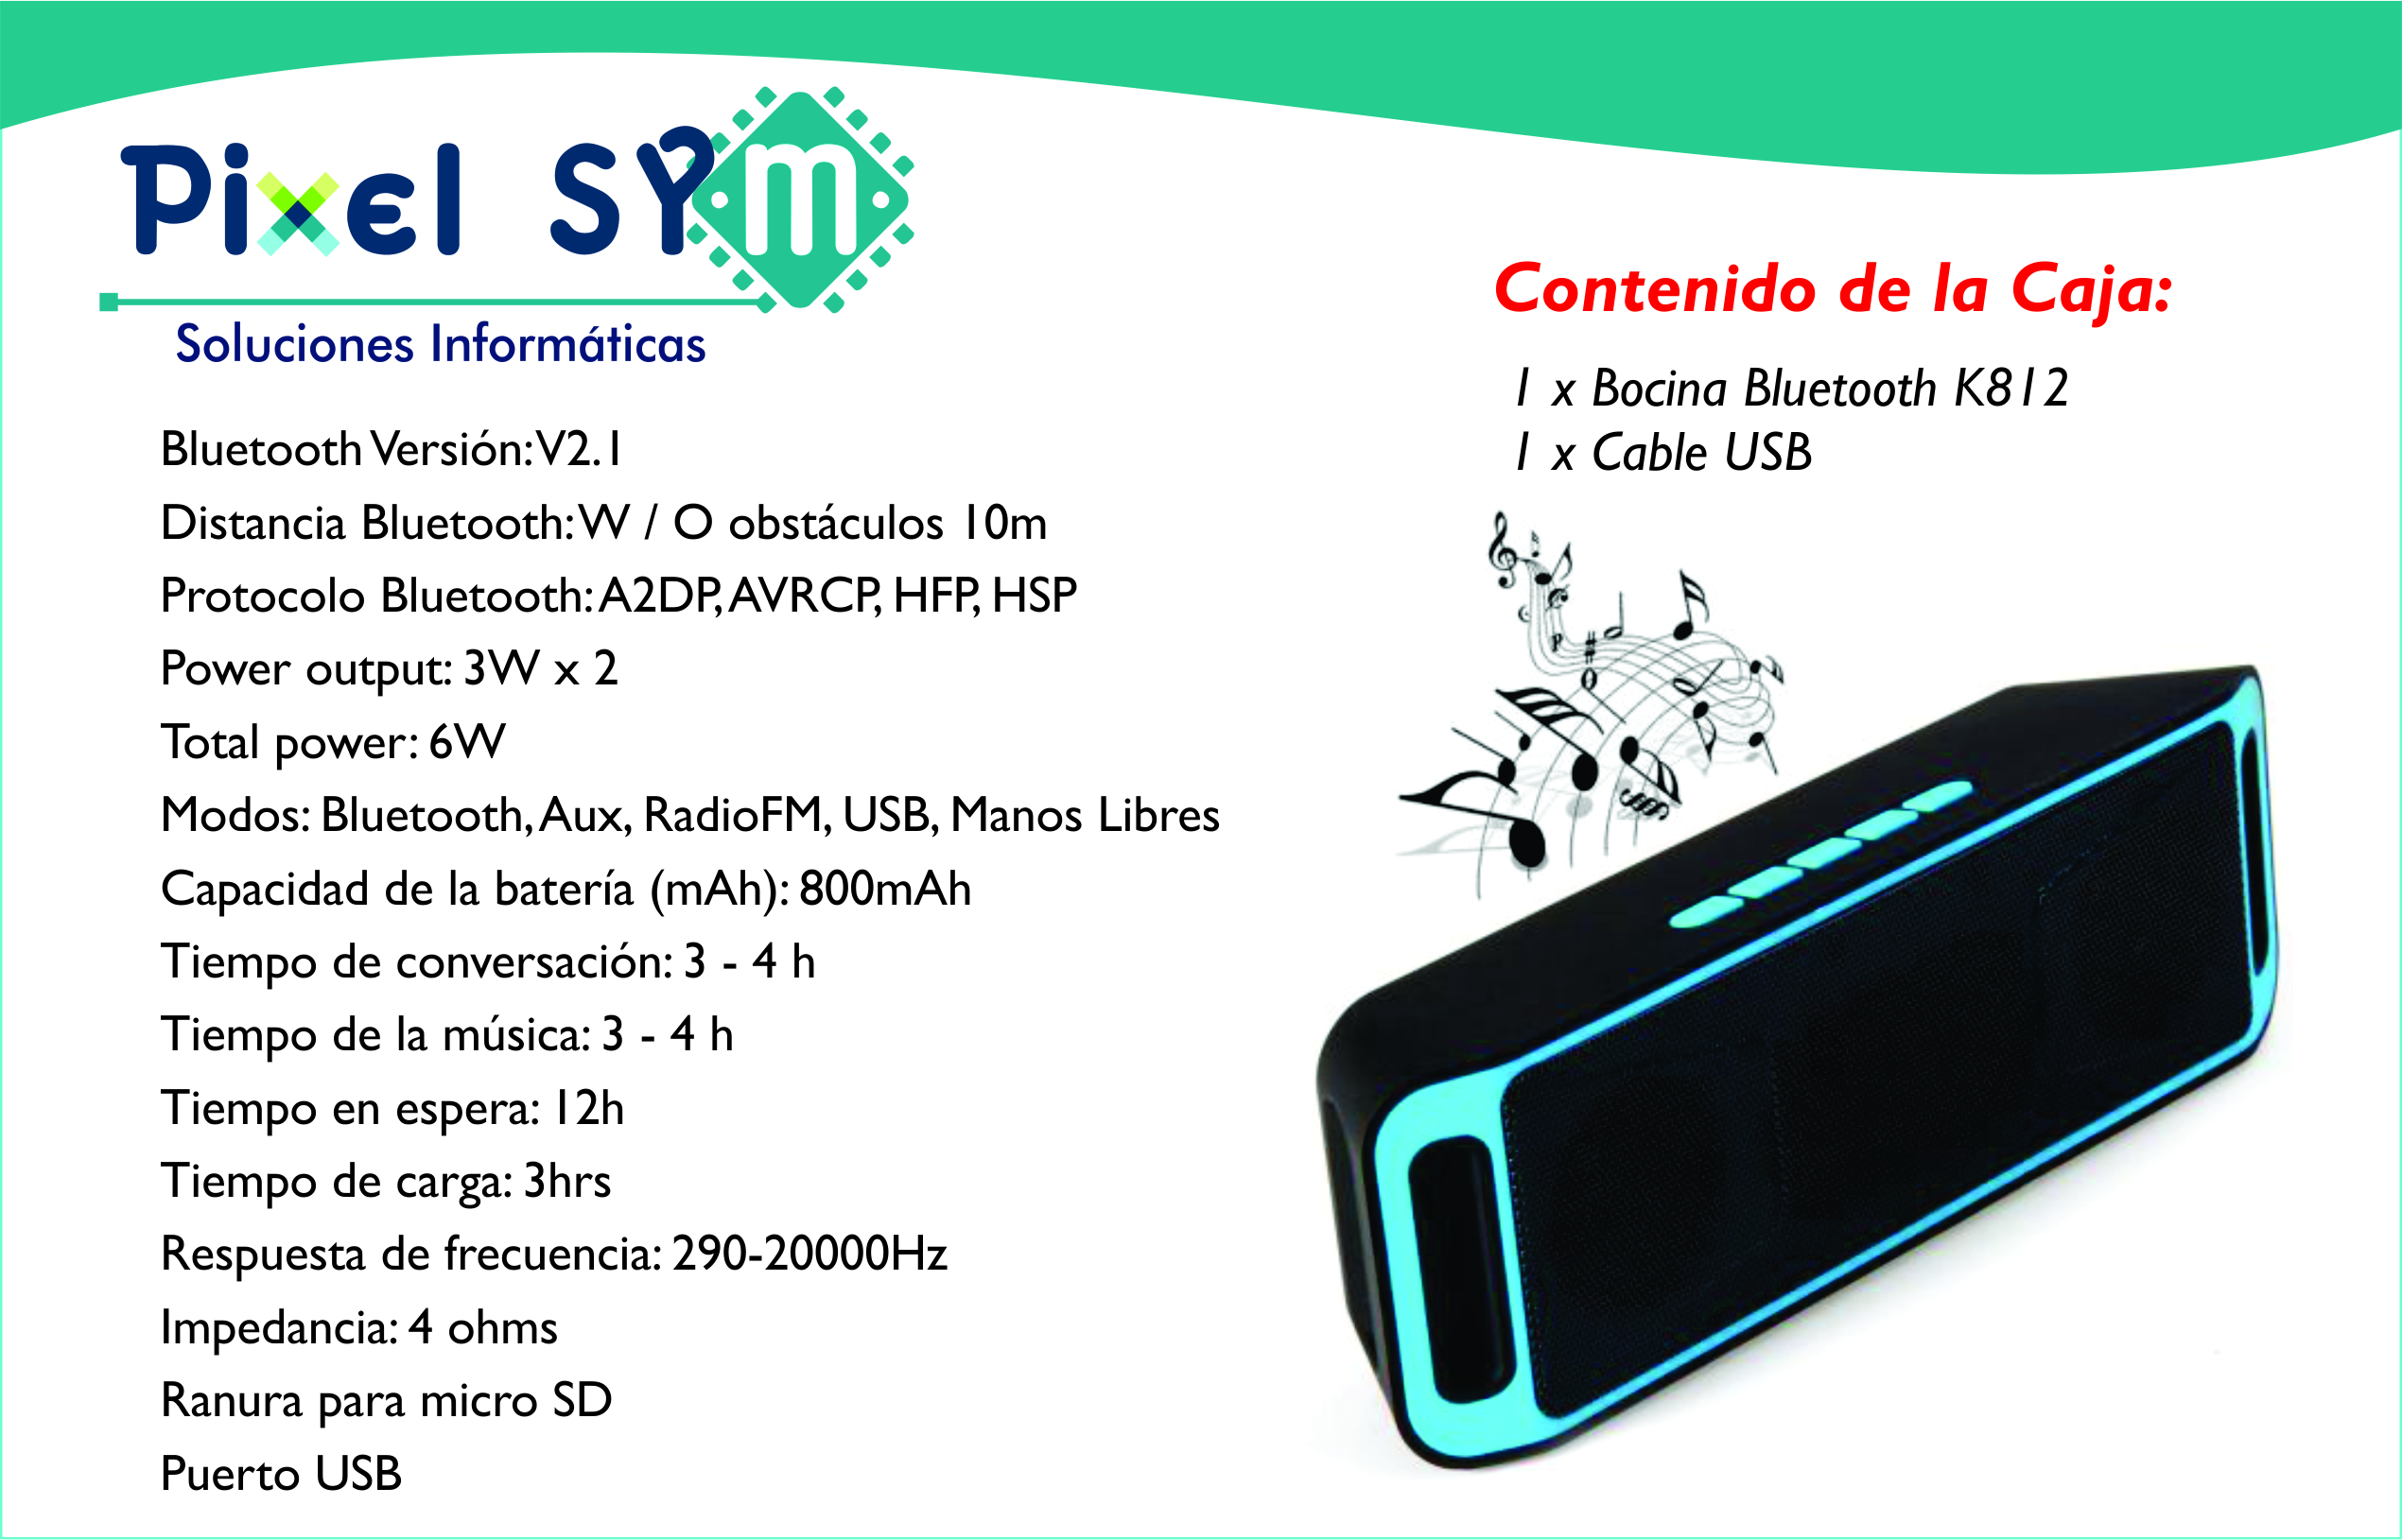 Pixel SYm
Soluciones Informáticas
Bluetooth Versión: V2.1
Distancia Bluetooth: W / O obstáculos 10m
Protocolo Bluetooth: A2DP, AVRCP, HFP, HSP
Power output: 3W x 2
Total power: 6W
Modos: Bluetooth, Aux, RadioFM, USB, Manos Libres
Capacidad de la batería (mAh): 800mAh
Tiempo de conversación: 3 - 4 h
Tiempo de la música: 3 - 4 h
Tiempo en espera: 12h
Tiempo de carga: 3hrs
Respuesta de frecuencia: 290-20000Hz
Impedancia: 4 ohms
Ranura para micro SD
Puerto USB
Contenido de la Caja:
1 x Bocina Bluetooth K812
1 x Cable USB